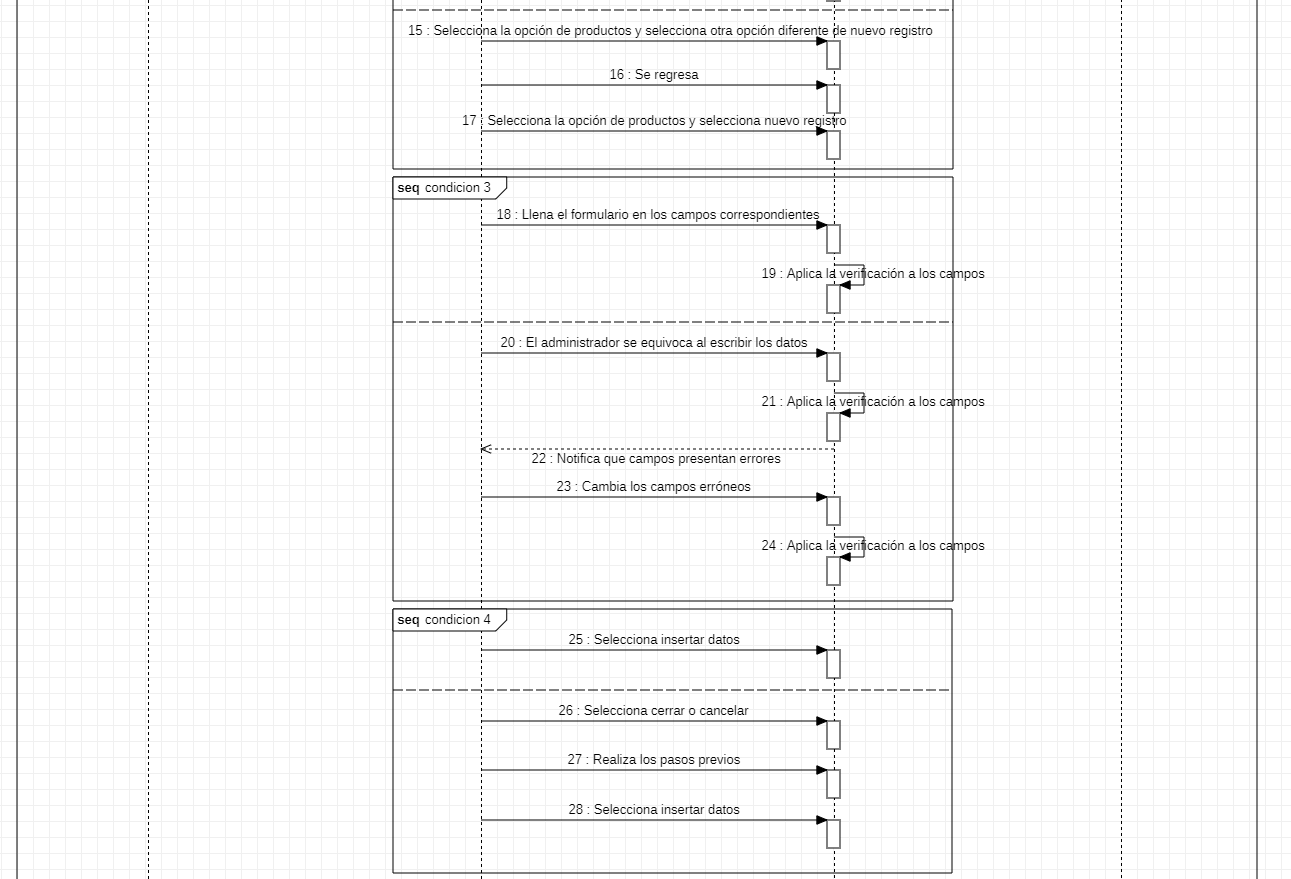 15 : Selecciona la opción de productos y selecciona otra opción diferente de nuevo registro
16 : Se regresa
17 : Selecciona la opción de productos y selecciona nuevo registro
seq condicion 3
18 : Llena el formulario en los campos correspondientes
19 : Aplica la verificación a los campos
20 : El administrador se equivoca al escribir los datos
21 : Aplica la verificación a los campos
22 : Notifica que campos presentan errores
23 : Cambia los campos erróneos
24 : Aplica la verificación a los campos
seq condicion 4
25 : Selecciona insertar datos
26 : Selecciona cerrar o cancelar
27 : Realiza los pasos previos
28 : Selecciona insertar datos